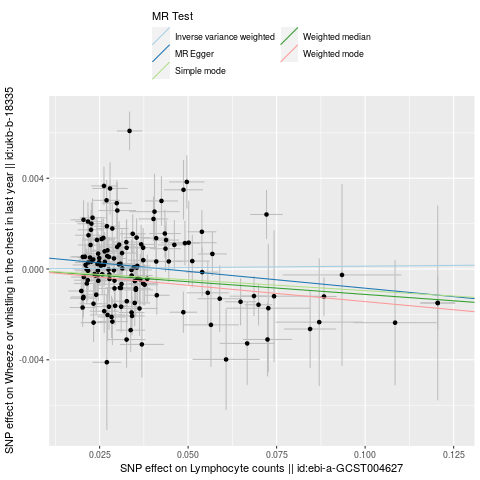 MR Test
Inverse variance weighted
Weighted median
MR Egger
Weighted mode
Simple mode
SNP effect on Wheeze or whistling in the chest in last year || id:ukb-b-18335
0.004
0.000
-0.004
0.025
0.050
0.075
0.100
0.125
SNP effect on Lymphocyte counts || id:ebi-a-GCST004627